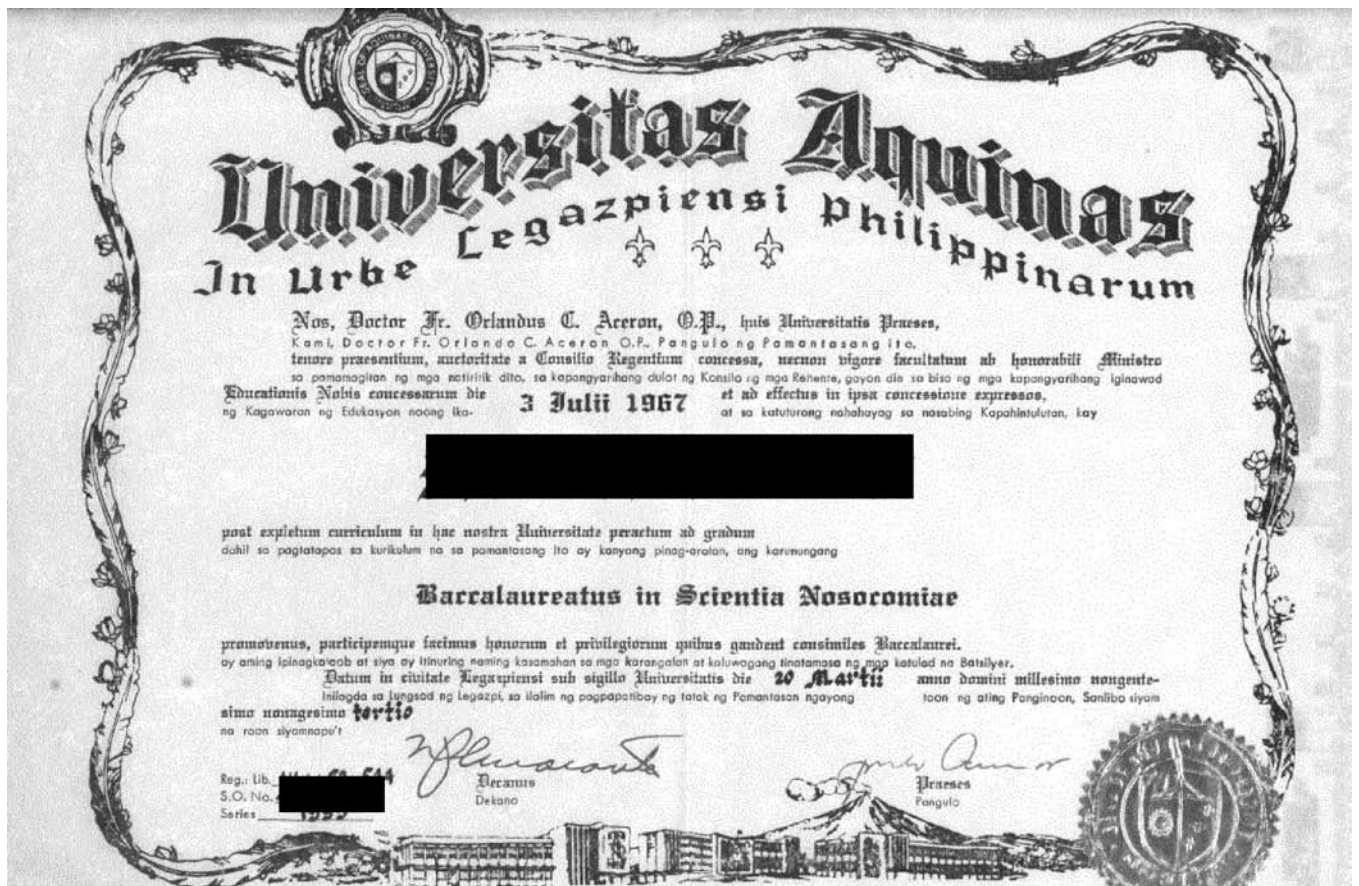 SEAL OF AQUINAS UNIVERSITY
Universitas Aquinas
In Urbe Legazpiensi Philippinarum
Nos, Doctor Fr. Orlandus C. Aceron, O.P., huis Universitatis Praeses,
Kami, Doctor Fr. Orlando C. Aceron O.P., Pangulo ng Pamantasang ito,
tenore praesentium, auctoritate a Consilio Regentium concessa, necnon vigore facultatum ab honorabili Ministro
sa pamamagitan ng mga natititik dito, sa kapangyarihang dulot ng Konsilo ng mga Rehente, gayon din sa bisa ng mga kapangyarihang iginawad
Educationis Nobis concessarum die 3 Iulii 1967 et ad effectus in ipsa concessione expressos,
ng Kagawaran ng Edukasyon noong ika- at sa katuturang nahahayag sa nasabing Kapahintulutan, kay
post expletum curriculum in hac nostra Universitate peractum ad gradum
dahil sa pagtatapos sa kurikulum na sa pamantasang ito ay kanyang pinag-aralan, ang karunungang
Baccalaureatus in Scientia Nosocomiae
promovemus, participemque facimus honorum et privilegiorum quibus gaudent consimiles Baccalaurei.
ay aming ipinagkaloob at siya ay itinuring naming kasamahan sa mga karangalan at kaluwagang tinatamasa ng mga katulad na Batsilyer.
Datum in civitate Legazpiensi sub sigillo Universitatis die 20 Martii anno domini millesimo nongente-
Inilagda sa Lungsod ng Legazpi, sa ilalim ng pagpapatibay ng tatak ng Pamantasan ngayong taon ng ating Panginoon, Sanlibo siyam
simo nonagesimo tertio
na raan siyamnapu't
Reg.: Lib.
Decanus
Praeses
S.O. No.
Dekano
Pangulo
Series 1993